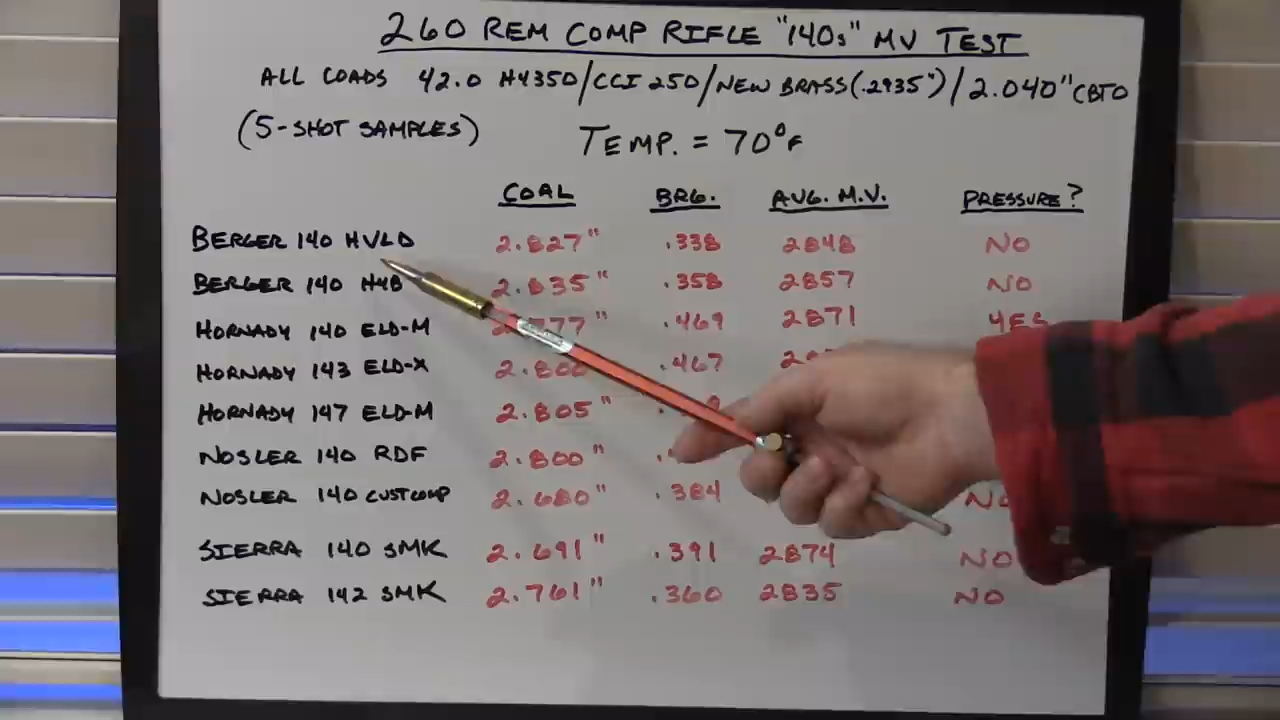 260 REM COMP RIFLE "140s" MV TEST
ALL LOADS 42.0 H4350/CCI 250/NEW BRASS(.2935")/2.040" CBTO
(5-SHOT SAMPLES) TEMP. = 70°F
COAL BRG. AVG. M.V. PRESSURE?
BERGER 140 HVLD 2.827" .338 2848 NO
BERGER 140 HYB 2.835" .358 2857 NO
HORNADY 140 ELD-M .469 2871 YES
HORNADY 143 ELD-X .467
HORNADY 147 ELD-M 2.805"
NOSLER 140 RDF 2.800"
NOSLER 140 CUSTCOMP 2.680" .384 NO
SIERRA 140 SMK 2.691" .391 2874 NO
SIERRA 142 SMK 2.761" .360 2835 NO